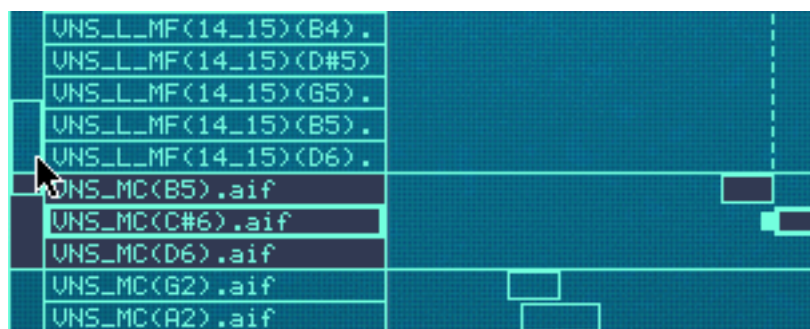 VNS_L_MF(14_15)(B4).
VNS_L_MF(14_15)(D#5)
VNS_L_MF(14_15)(G5).
VNS_L_MF(14_15)(B5).
VNS_L_MF(14_15)(D6).
VNS_MC(B5).aif
VNS_MC(C#6).aif
VNS_MC(D6).aif
VNS_MC(G2).aif
VNS_MC(A2).aif